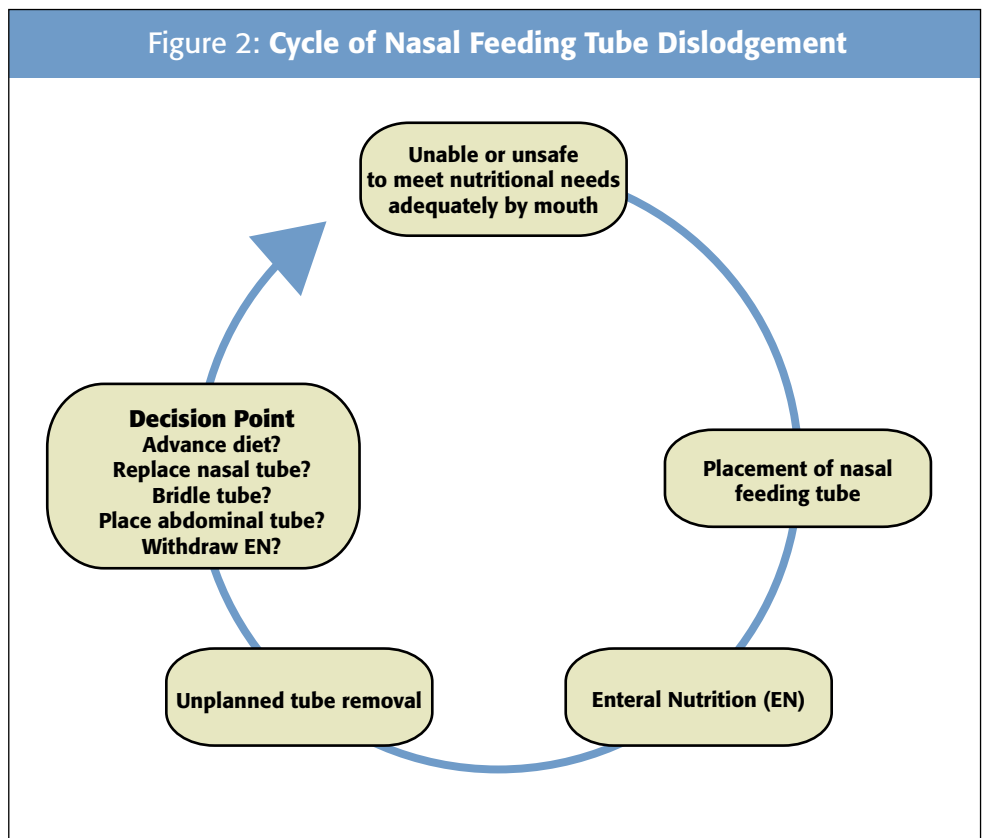 Figure 2: Cycle of Nasal Feeding Tube Dislodgement
Unable or unsafe
to meet nutritional needs
adequately by mouth
Placement of nasal
feeding tube
Enteral Nutrition (EN)
Unplanned tube removal
Decision Point
Advance diet?
Replace nasal tube?
Bridle tube?
Place abdominal tube?
Withdraw EN?